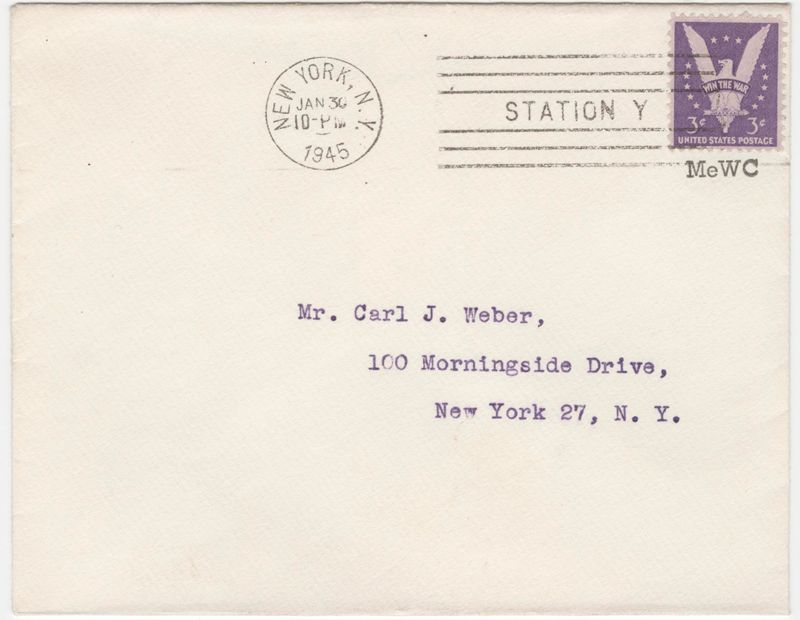 NEW YORK, N.Y.
JAN 30
10-PM
1945
STATION Y
WIN THE WAR
3¢ 3¢
UNITED STATES POSTAGE
MeWC
Mr. Carl J. Weber,
100 Morningside Drive,
New York 27, N. Y.